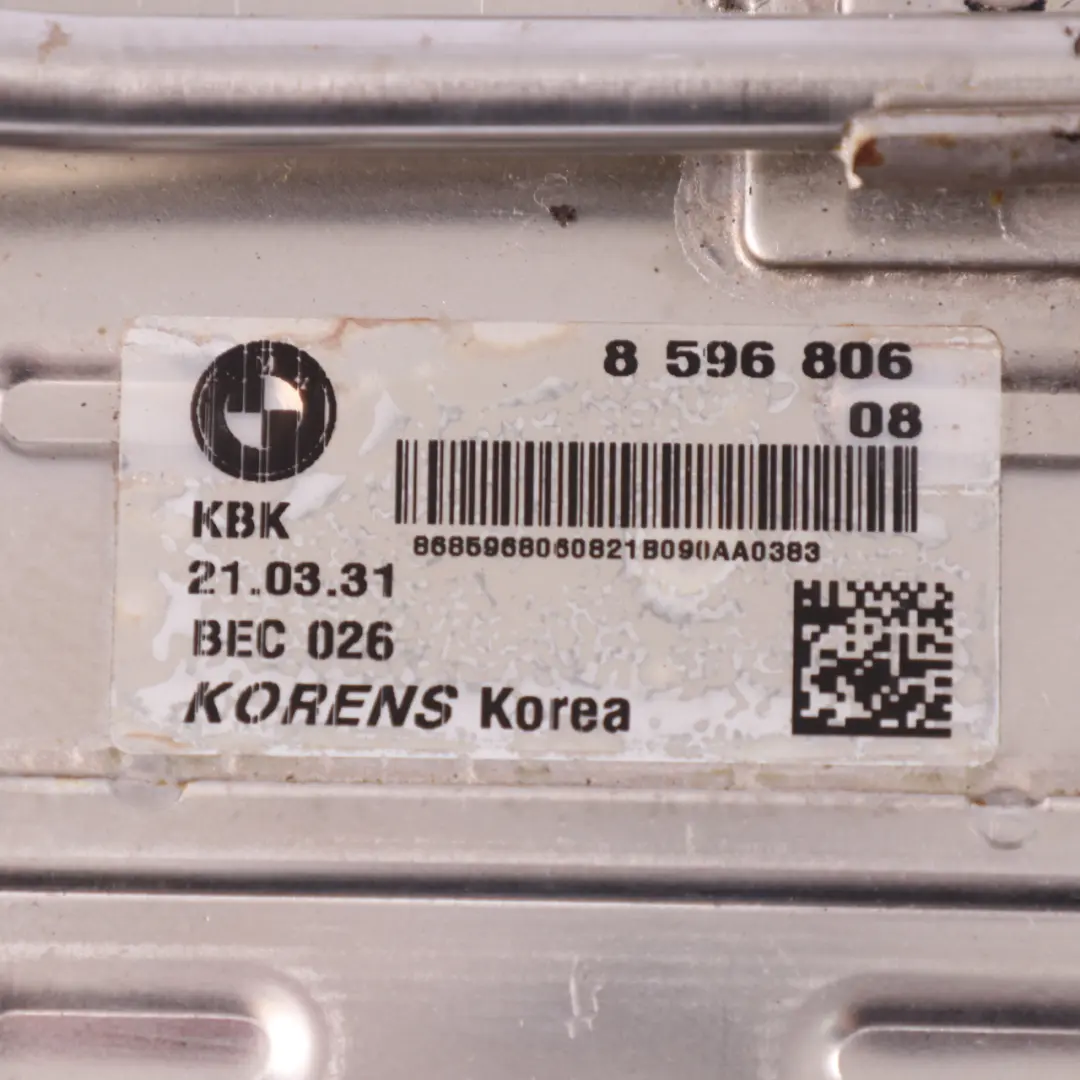 8 596 806
08
KBK
8685968060821B090AA0383
21.03.31
BEC 026
KORENS Korea